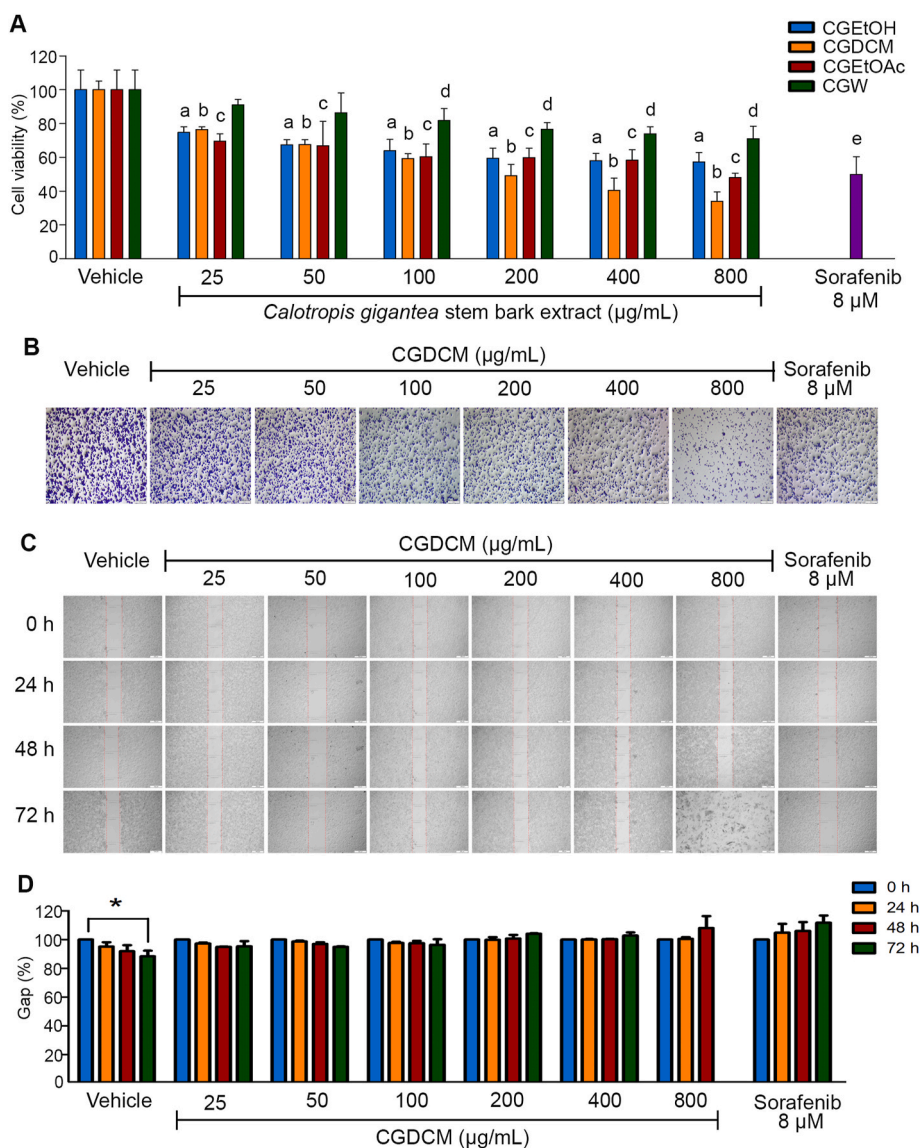 A
CGEtOH
CGDCM
CGEtOAc
CGW
Cell viability (%)
120
100
80
60
40
20
0
a b c
a b c
a b c d
a b c d
a b c d
a b c d
e
Vehicle 25 50 100 200 400 800 Sorafenib
8 µM
Calotropis gigantea stem bark extract (µg/mL)
B
CGDCM (µg/mL)
Vehicle 25 50 100 200 400 800 Sorafenib
8 µM
C
CGDCM (µg/mL)
Vehicle 25 50 100 200 400 800 Sorafenib
8 µM
0 h
24 h
48 h
72 h
D
0 h
24 h
48 h
72 h
*
Gap (%)
120
100
80
60
40
20
0
Vehicle 25 50 100 200 400 800 Sorafenib
8 µM
CGDCM (µg/mL)